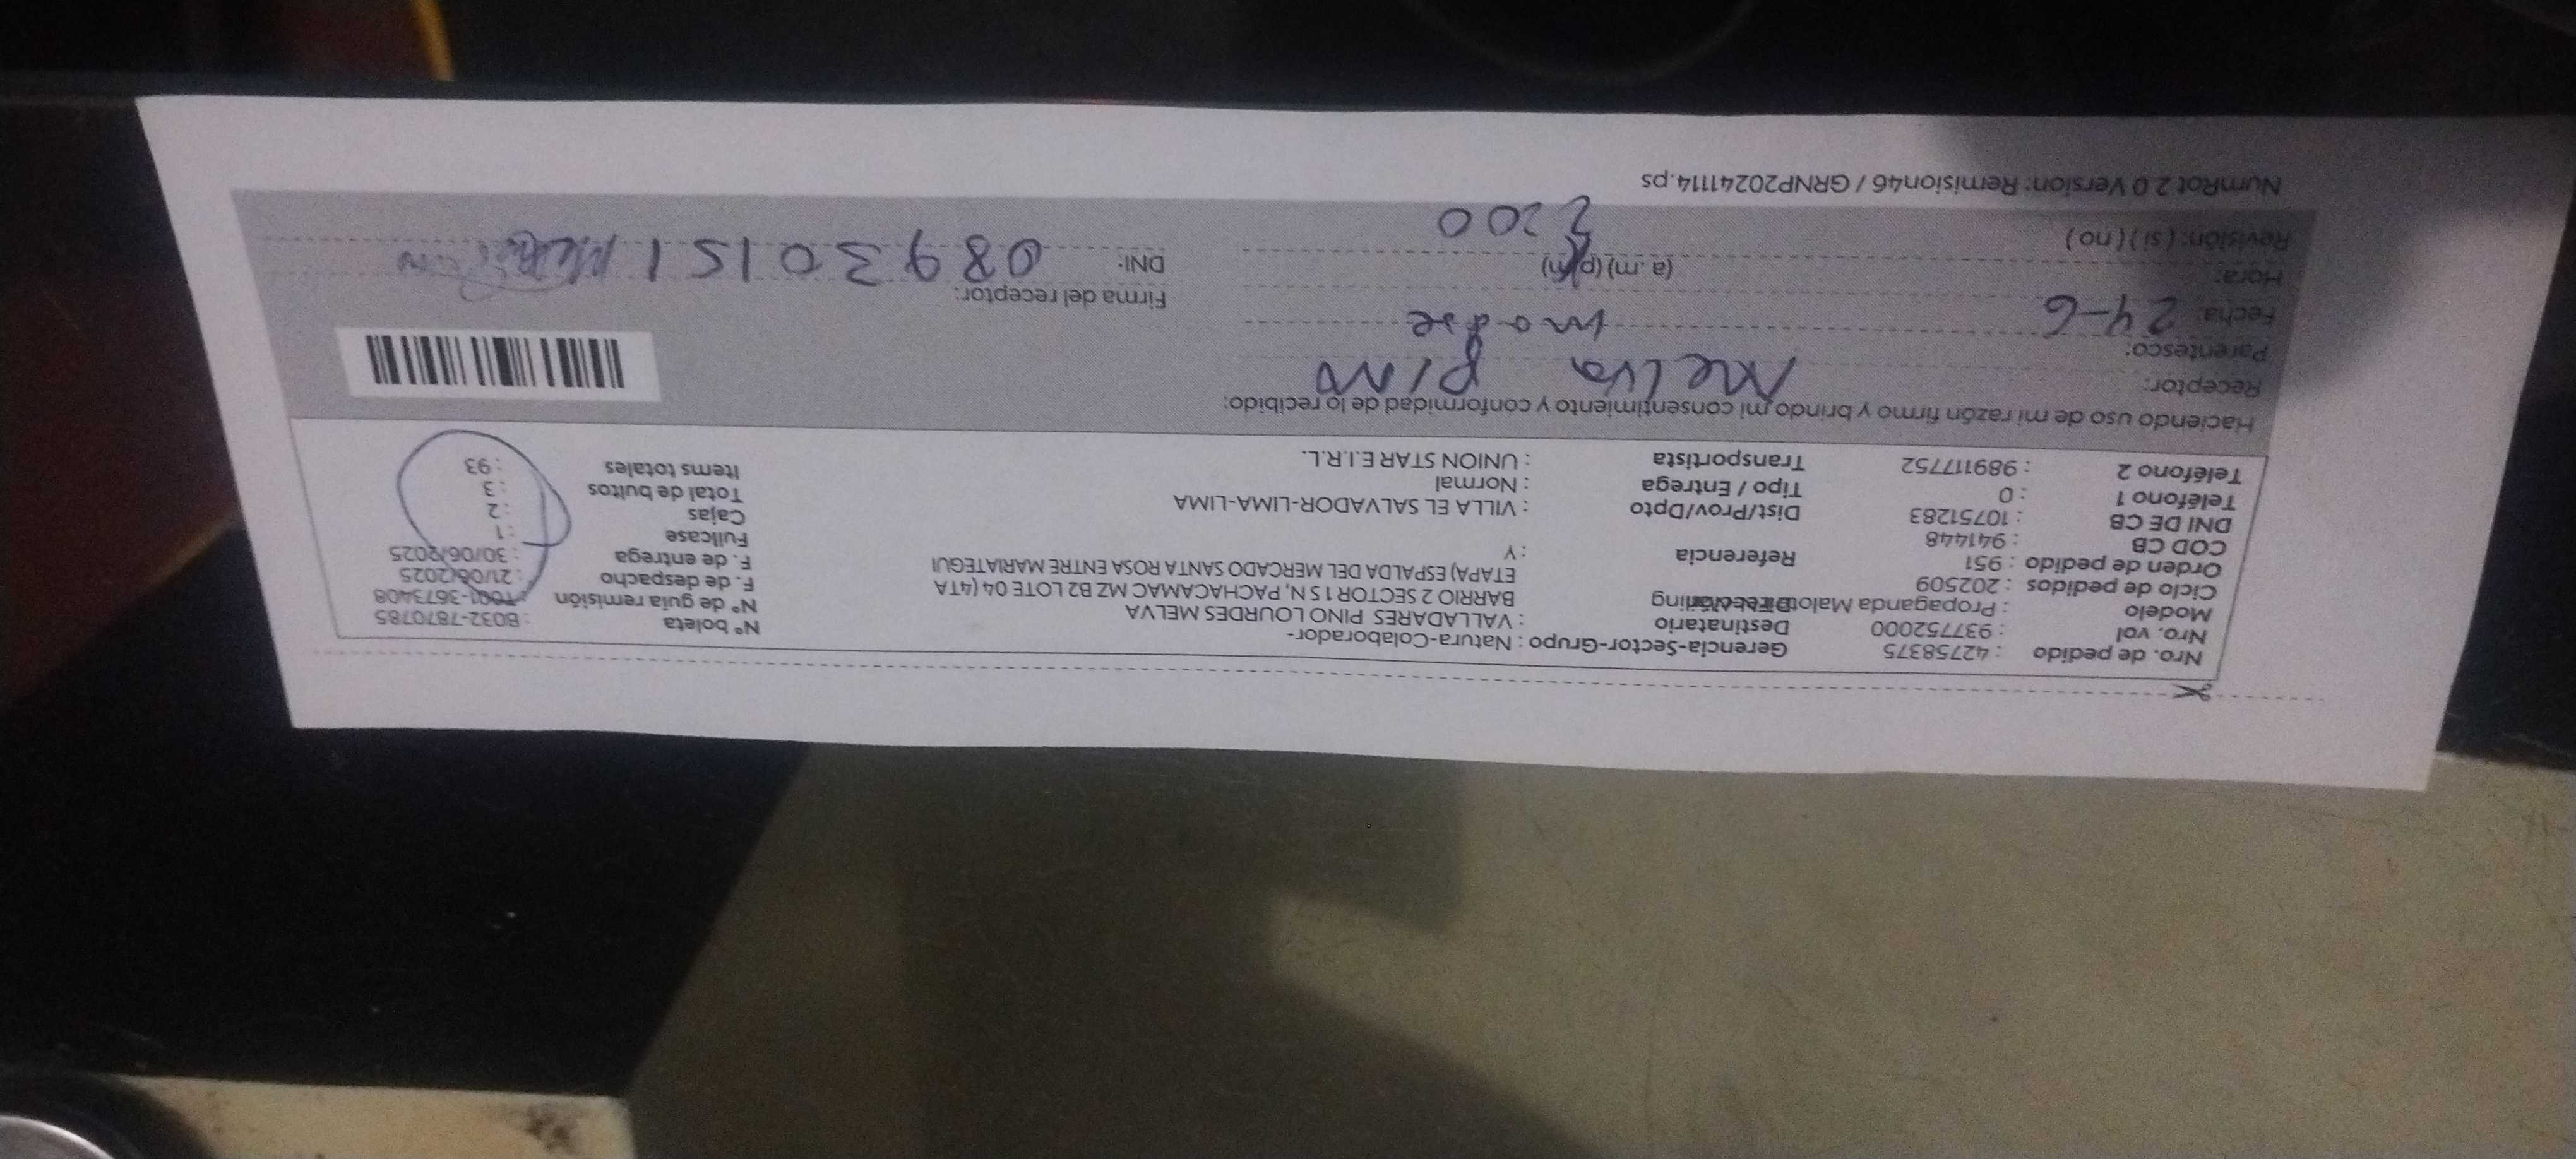 Nro. de pedido : 42758375 Gerencia-Sector-Grupo : Natura-Colaborador- Nº boleta : B032-7870785
Nro. vol : 937752000 Destinatario : VALLADARES PINO LOURDES MELVA Nº de guía remisión : T001-3673408
Modelo : Propaganda Malote E-Mailing BARRIO 2 SECTOR 1 S N, PACHACAMAC MZ B2 LOTE 04 (4TA F. de despacho : 21/06/2025
Ciclo de pedidos : 202509 ETAPA) ESPALDA DEL MERCADO SANTA ROSA ENTRE MARIATEGUI F. de entrega : 30/06/2025
Orden de pedido : 951 Referencia : Y Fullcase : 1
COD CB : 941448 Dist/Prov/Dpto : VILLA EL SALVADOR-LIMA-LIMA Cajas : 2
DNI DE CB : 10751283 Tipo / Entrega : Normal Total de bultos : 3
Teléfono 1 : 0 Transportista : UNION STAR E.I.R.L. Items totales : 93
Teléfono 2 : 989117752
Haciendo uso de mi razón firmo y brindo mi consentimiento y conformidad de lo recibido:
Receptor: Melva Pino
Parentesco: madre
Fecha: 24-6 Firma del receptor:
Hora: (a.m) (p.m) DNI: 08930151
Revisión: (si) (no) 200
NumRot 2.0 Versión: Remision46 / GRNP20241114.ps